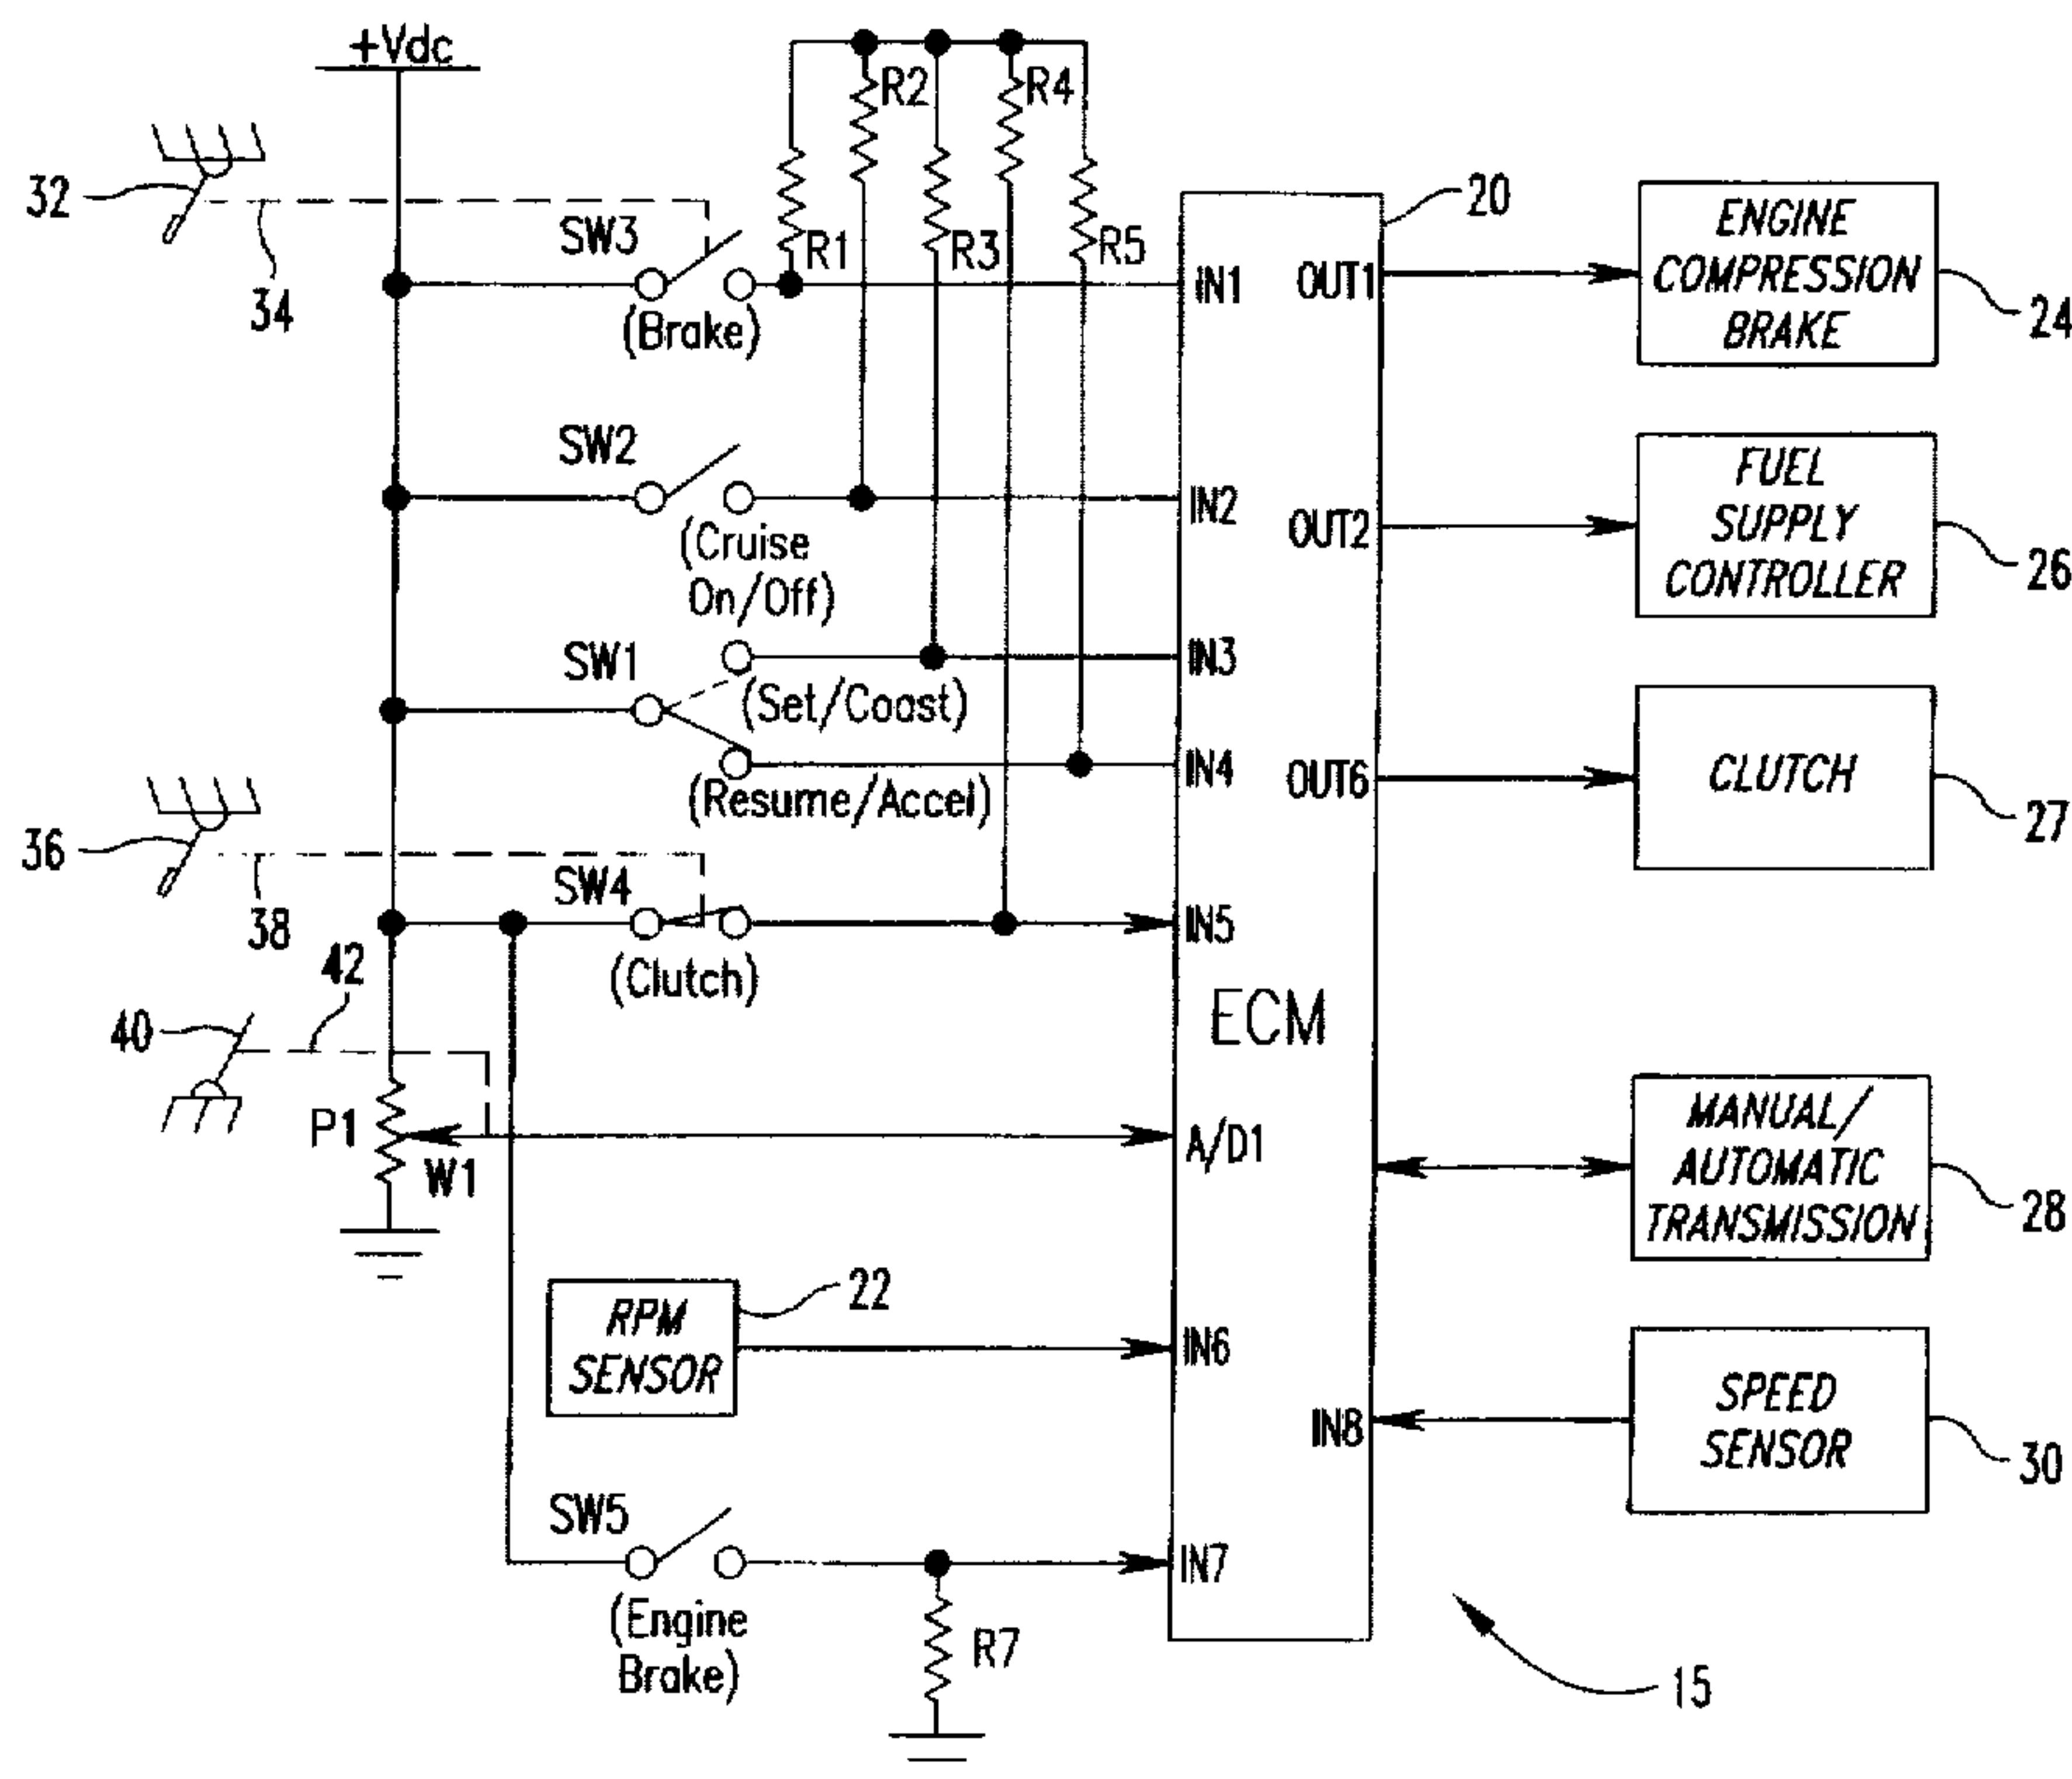 +Vdc
R2
R4
32
SW3
R1
R3
R5
20
34
(Brake)
IN1
OUT1
ENGINE
COMPRESSION
BRAKE
24
SW2
IN2
(Cruise
On/Off)
OUT2
FUEL
SUPPLY
CONTROLLER
26
SW1
IN3
(Set/Coast)
IN4
(Resume/Accel)
OUT6
CLUTCH
27
36
38
SW4
IN5
(Clutch)
42
40
ECM
P1
W1
A/D1
MANUAL/
AUTOMATIC
TRANSMISSION
28
RPM
SENSOR
22
IN6
IN8
SPEED
SENSOR
30
SW5
IN7
(Engine
Brake)
R7
15